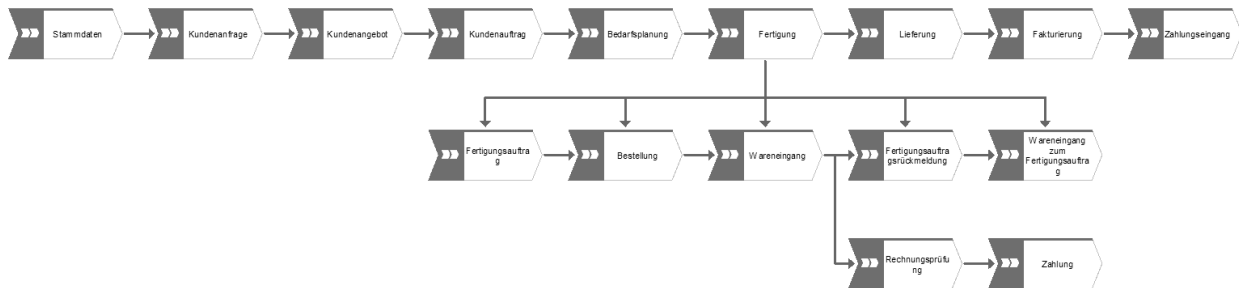 Stammdaten
Kundenanfrage
Kundenangebot
Kundenauftrag
Bedarfsplanung
Fertigung
Lieferung
Fakturierung
Zahlungseingang
Fertigungsauftra
g
Bestellung
Wareneingang
Fertigungsauftra
gsrückmeldung
Wareneingang
zum
Fertigungsauftra
g
Rechnungsprüfu
ng
Zahlung